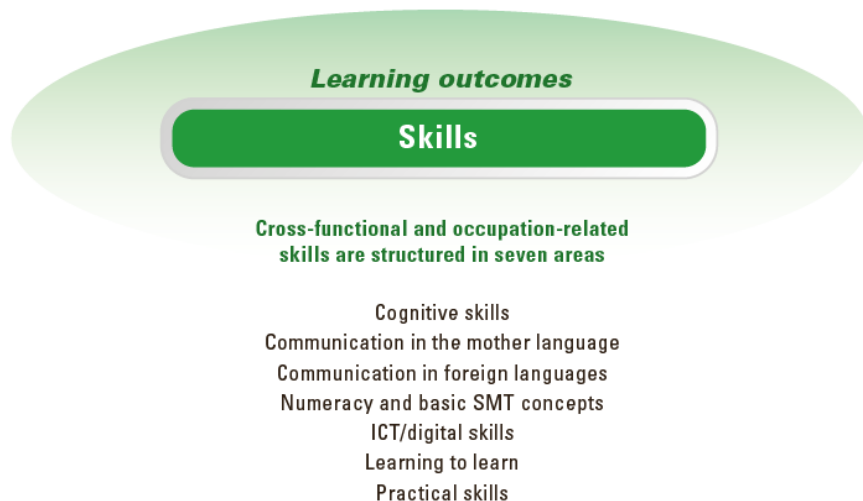 Learning outcomes
Skills
Cross-functional and occupation-related
skills are structured in seven areas
Cognitive skills
Communication in the mother language
Communication in foreign languages
Numeracy and basic SMT concepts
ICT/digital skills
Learning to learn
Practical skills